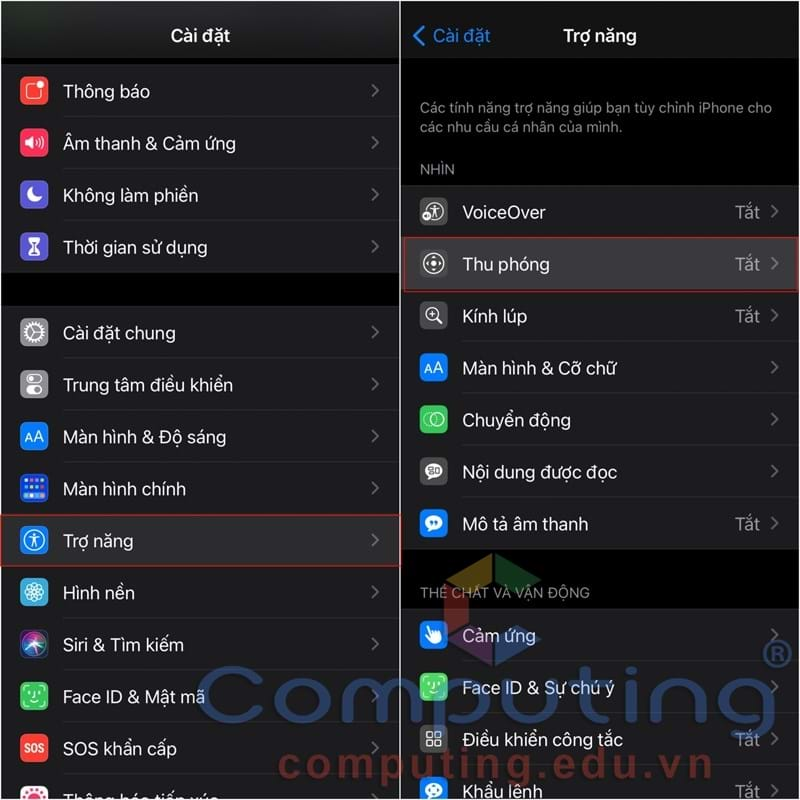 Cài đặt
Thông báo
Âm thanh & Cảm ứng
Không làm phiền
Thời gian sử dụng
Cài đặt chung
Trung tâm điều khiển
AA Màn hình & Độ sáng
Màn hình chính
Trợ năng
Hình nền
Siri & Tìm kiếm
Face ID & Mật mã
SOS SOS khẩn cấp
Thông báo tiếp xúc
Cài đặt Trợ năng
Các tính năng trợ năng giúp bạn tùy chỉnh iPhone cho
các nhu cầu cá nhân của mình.
NHÌN
VoiceOver Tắt
Thu phóng Tắt
Kính lúp Tắt
AA Màn hình & Cỡ chữ
Chuyển động
Nội dung được đọc
Mô tả âm thanh Tắt
THỂ CHẤT VÀ VẬN ĐỘNG
Cảm ứng
Face ID & Sự chú ý
Điều khiển công tắc Tắt
Khẩu lệnh Tắt
Computing®
computing.edu.vn